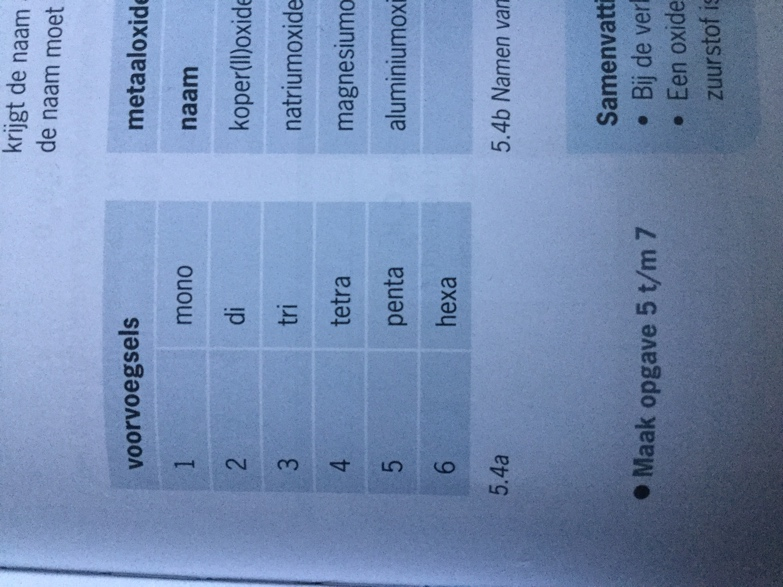 krijgt de naam
de naam moet
voorvoegsels
1 mono
2 di
3 tri
4 tetra
5 penta
6 hexa
5.4a
metaaloxide
naam
koper(II)oxide
natriumoxide
magnesiumo
aluminiumoxi
5.4b Namen van
● Maak opgave 5 t/m 7
Samenvatti
• Bij de ver
• Een oxide
zuurstof is